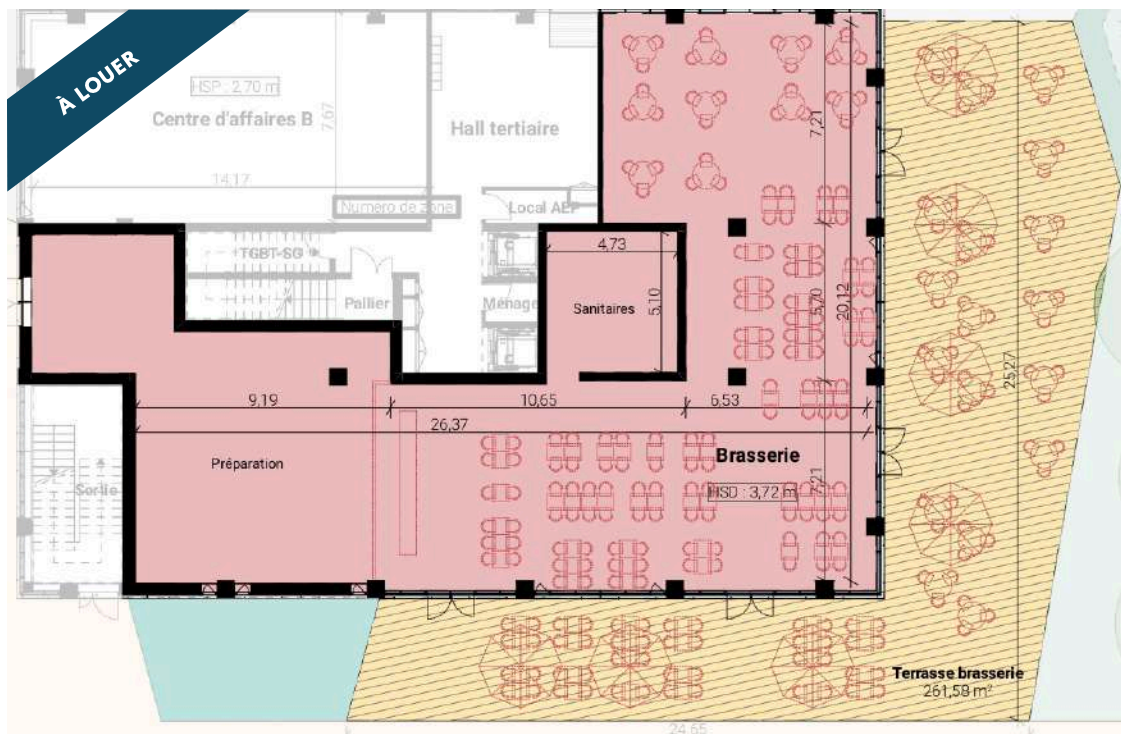 À LOUER
HSP : 2,70 m
Centre d'affaires B
7,67
Hall tertiaire
14,17
Numéro de zone
Local AEP
7,21
TGBT-SG
4,73
Palier
Ménage
Sanitaires
5,10
5,70
20,12
25,27
9,19
10,65
6,53
26,37
Préparation
Brasserie
HSD : 3,72 m
7,21
Sortie
Terrasse brasserie
261,58 m²
24,65